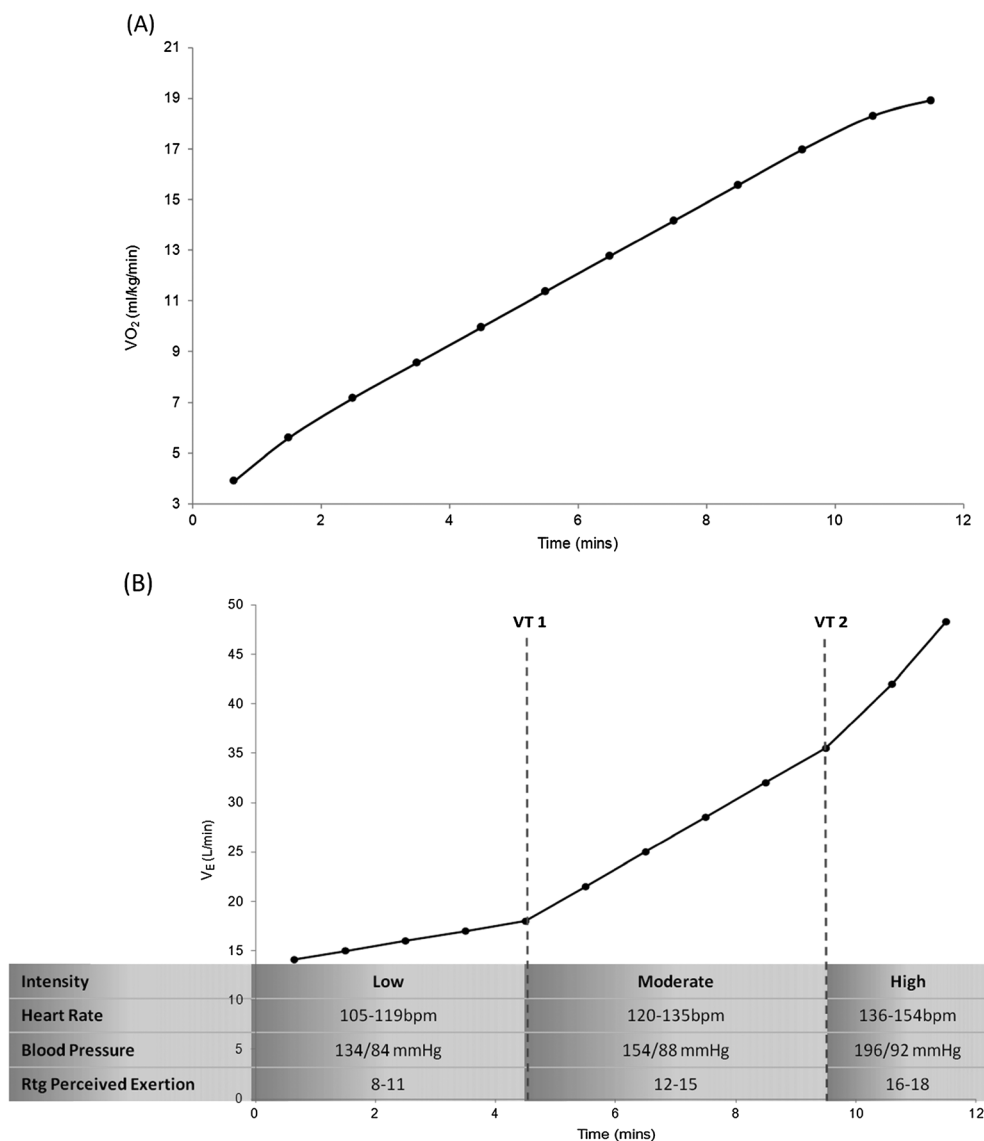 (A)
21
19
17
15
13
11
9
7
5
3
VO2 (ml/kg/min)
0 2 4 6 8 10 12
Time (mins)
(B)
50
45
40
35
30
25
20
15
10
5
0
VE (L/min)
VT 1 VT 2
Intensity Low Moderate High
Heart Rate 105-119bpm 120-135bpm 136-154bpm
Blood Pressure 134/84 mmHg 154/88 mmHg 196/92 mmHg
Rtg Perceived Exertion 8-11 12-15 16-18
0 2 4 6 8 10 12
Time (mins)